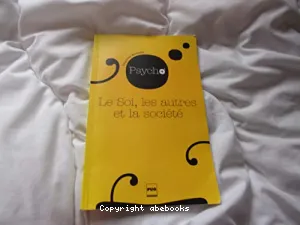 Psycho
Le Soi, les autres
et la société
PUG
Copyright abebooks